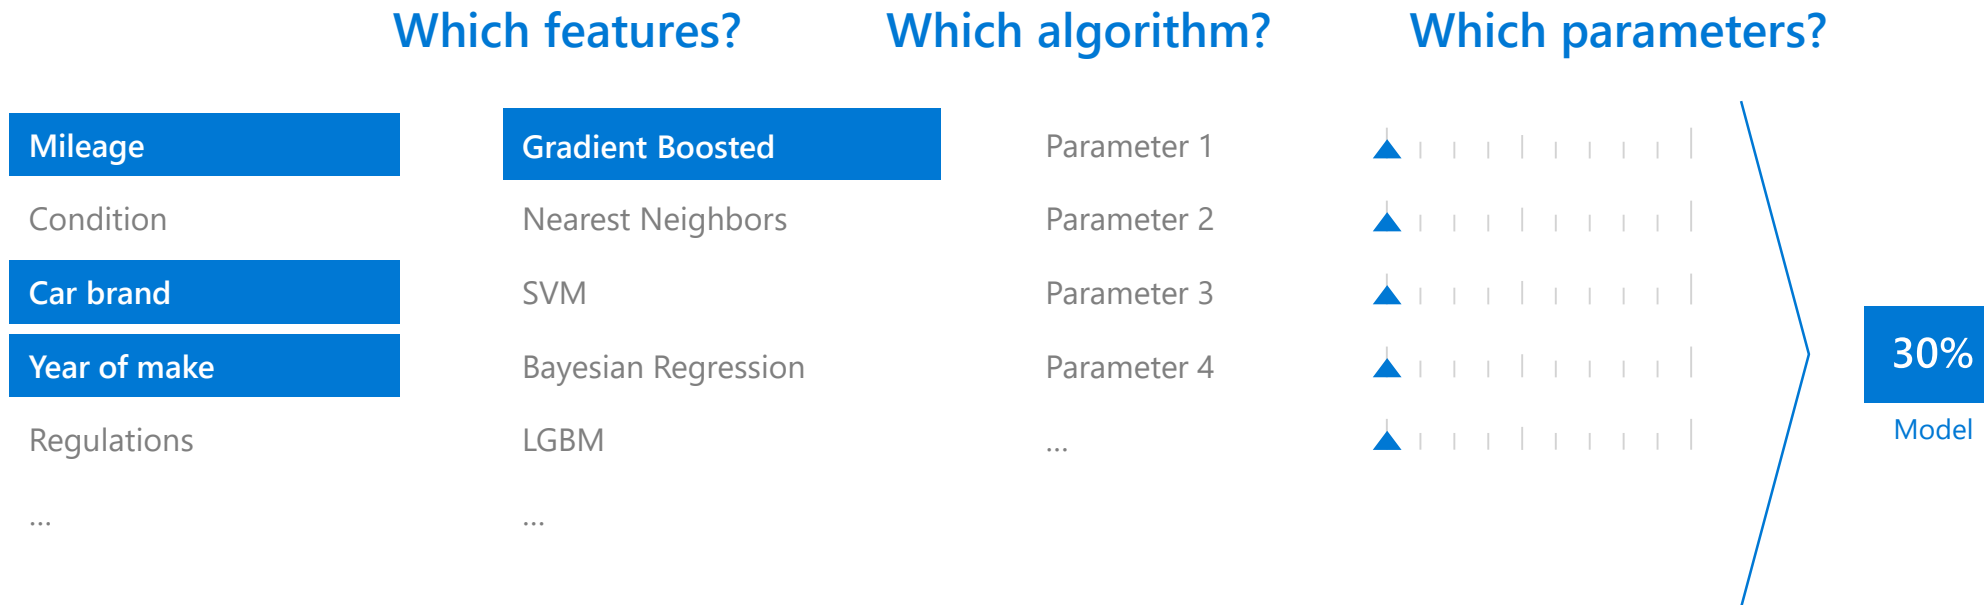 Which features?
Which algorithm?
Which parameters?
Mileage
Condition
Car brand
Year of make
Regulations
...
Gradient Boosted
Nearest Neighbors
SVM
Bayesian Regression
LGBM
...
Parameter 1
Parameter 2
Parameter 3
Parameter 4
...
30%
Model